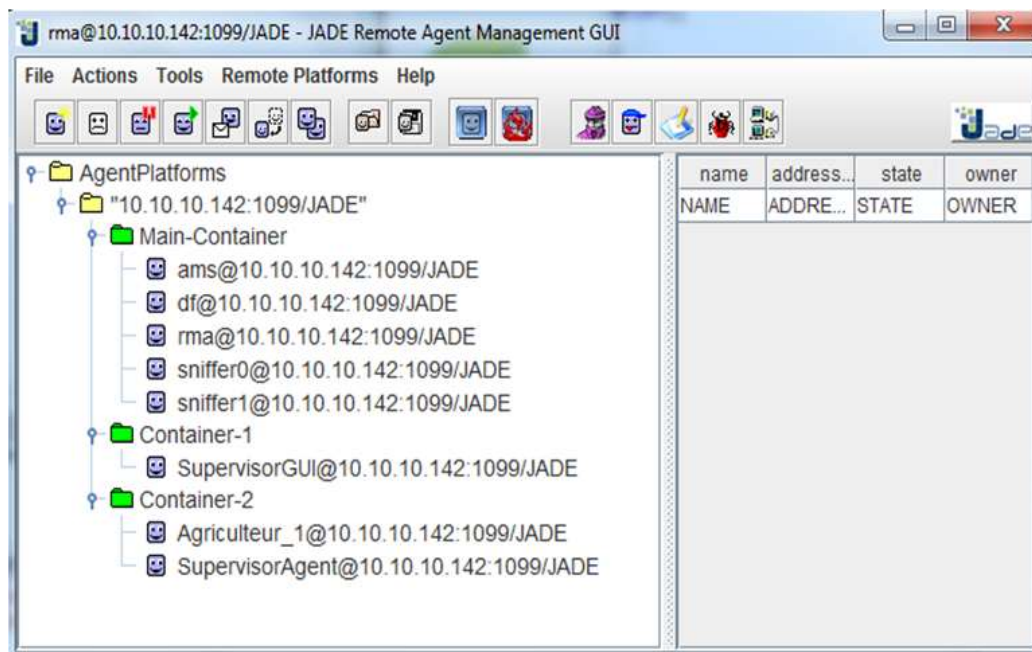 rma@10.10.10.142:1099/JADE - JADE Remote Agent Management GUI
File Actions Tools Remote Platforms Help
Jade
AgentPlatforms
"10.10.10.142:1099/JADE"
Main-Container
ams@10.10.10.142:1099/JADE
df@10.10.10.142:1099/JADE
rma@10.10.10.142:1099/JADE
sniffer0@10.10.10.142:1099/JADE
sniffer1@10.10.10.142:1099/JADE
Container-1
SupervisorGUI@10.10.10.142:1099/JADE
Container-2
Agriculteur_1@10.10.10.142:1099/JADE
SupervisorAgent@10.10.10.142:1099/JADE
name address... state owner
NAME ADDRE... STATE OWNER